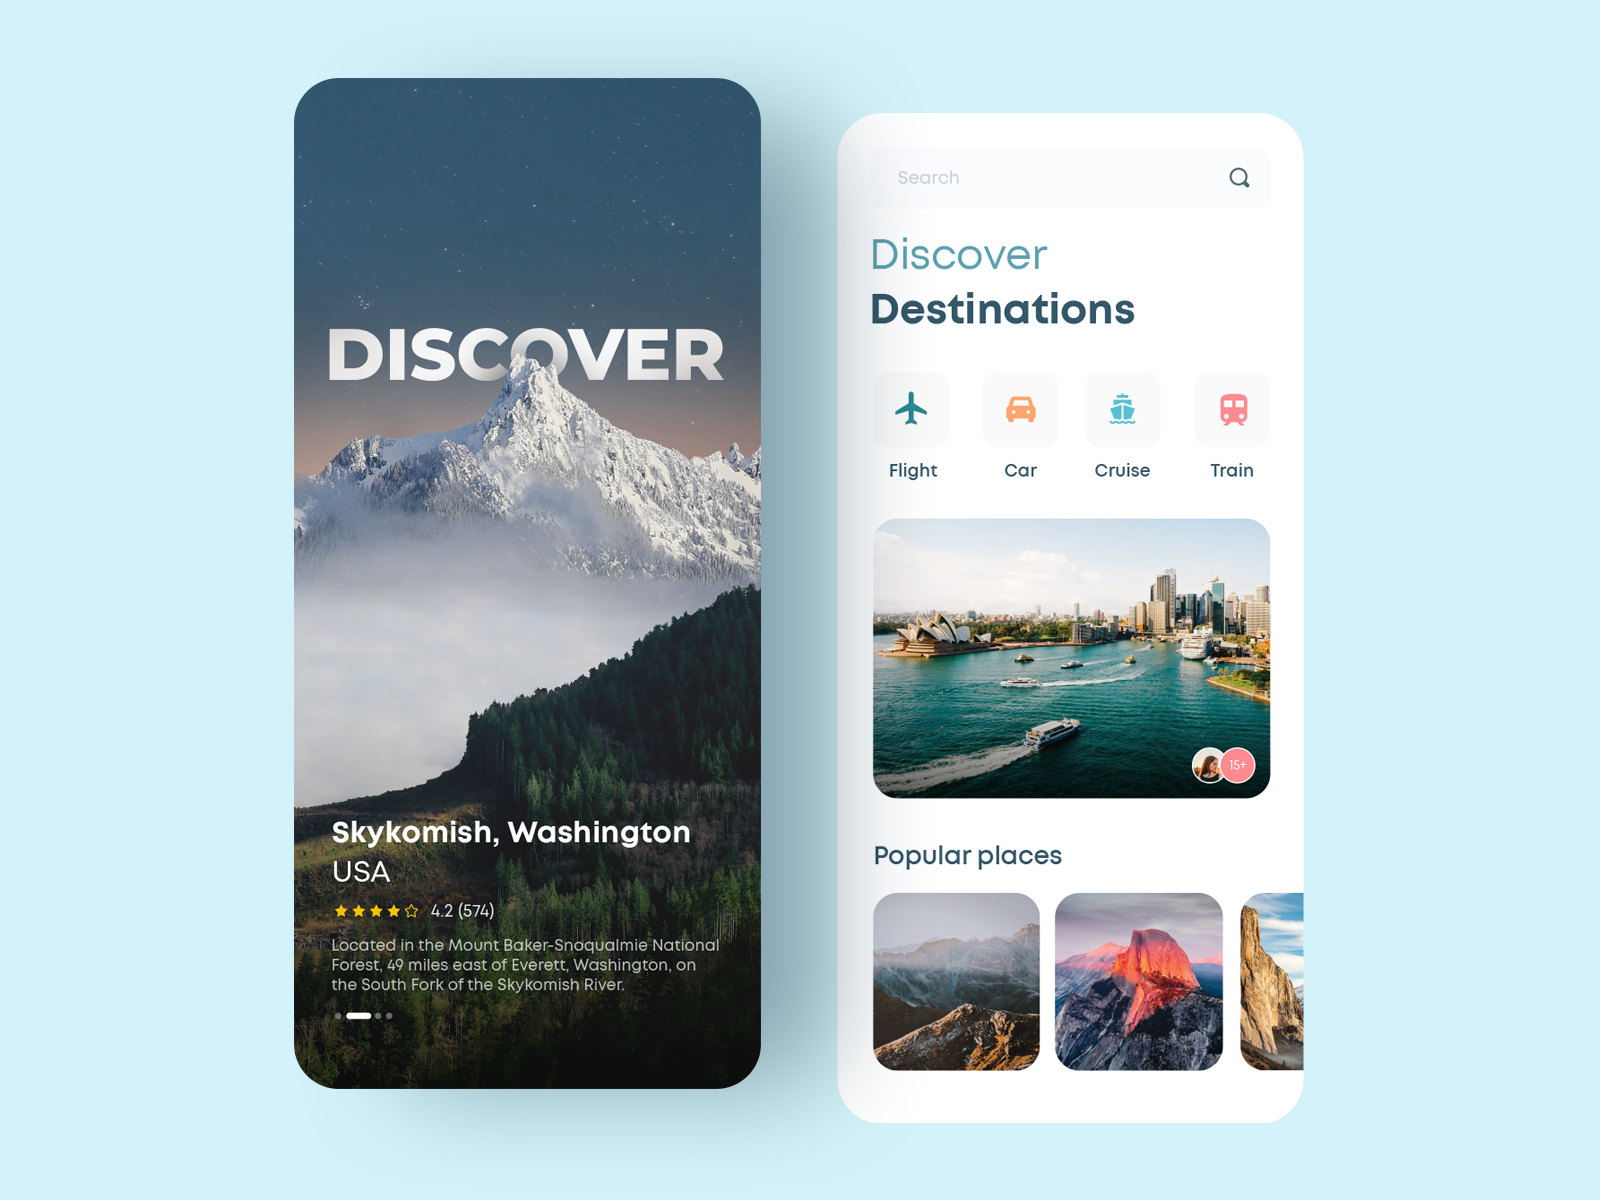 DISCOVER
Skykomish, Washington
USA
4.2 (574)
Located in the Mount Baker-Snoqualmie National
Forest, 49 miles east of Everett, Washington, on
the South Fork of the Skykomish River.
Search
Discover
Destinations
Flight
Car
Cruise
Train
15+
Popular places